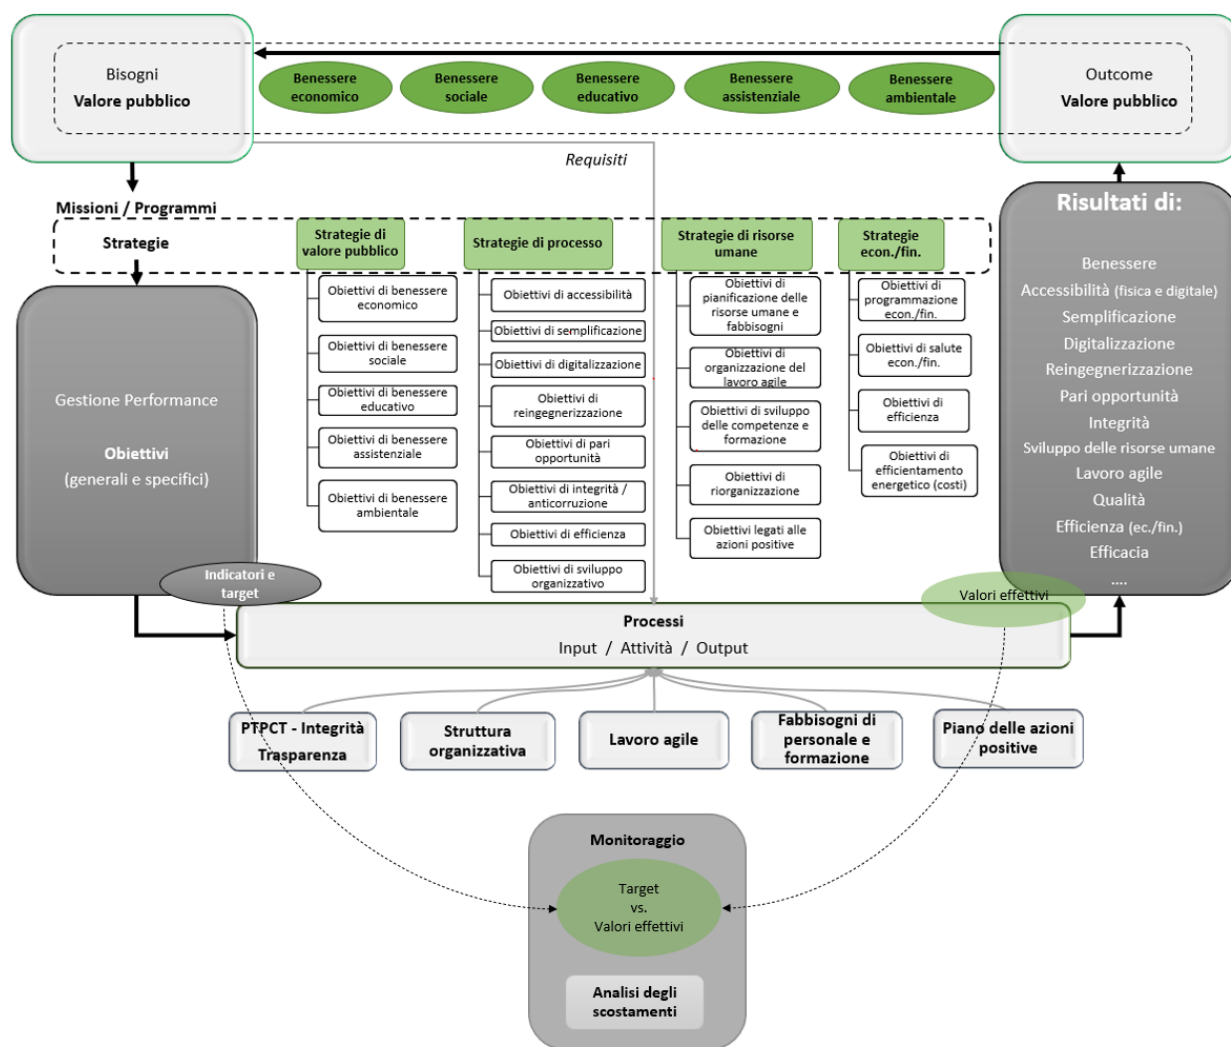 Bisogni
Valore pubblico
Benessere
economico
Benessere
sociale
Benessere
educativo
Benessere
assistenziale
Benessere
ambientale
Outcome
Valore pubblico
Requisiti
Missioni / Programmi
Strategie
Strategie di
valore pubblico
Strategie di processo
Strategie di risorse
umane
Strategie
econ./fin.
Gestione Performance
Obiettivi
(generali e specifici)
Obiettivi di benessere
economico
Obiettivi di benessere
sociale
Obiettivi di benessere
educativo
Obiettivi di benessere
assistenziale
Obiettivi di benessere
ambientale
Obiettivi di accessibilità
Obiettivi di semplificazione
Obiettivi di digitalizzazione
Obiettivi di
reingegnerizzazione
Obiettivi di pari
opportunità
Obiettivi di integrità /
anticorruzione
Obiettivi di efficienza
Obiettivi di sviluppo
organizzativo
Obiettivi di
pianificazione delle
risorse umane e
fabbisogni
Obiettivi di
organizzazione del
lavoro agile
Obiettivi di sviluppo
delle competenze e
formazione
Obiettivi di
riorganizzazione
Obiettivi legati alle
azioni positive
Obiettivi di
programmazione
econ./fin.
Obiettivi di salute
econ./fin.
Obiettivi di
efficienza
Obiettivi di
efficientamento
energetico (costi)
Risultati di:
Benessere
Accessibilità (fisica e digitale)
Semplificazione
Digitalizzazione
Reingegnerizzazione
Pari opportunità
Integrità
Sviluppo delle risorse umane
Lavoro agile
Qualità
Efficienza (ec./fin.)
Efficacia
....
Indicatori e
target
Valori effettivi
Processi
Input / Attività / Output
PTPCT - Integrità
Trasparenza
Struttura
organizzativa
Lavoro agile
Fabbisogni di
personale e
formazione
Piano delle azioni
positive
Monitoraggio
Target
vs.
Valori effettivi
Analisi degli
scostamenti